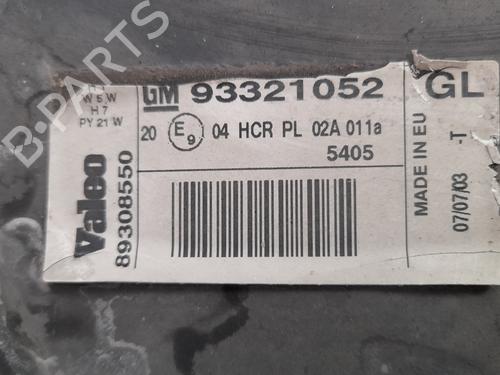 H 1
W 5 W
H 7
PY 21 W
GM 93321052
GL
20 E9 04 HCR PL 02A 011a
5405
Valeo
89308550
MADE IN EU
07/07/03 -T
B-PARTS